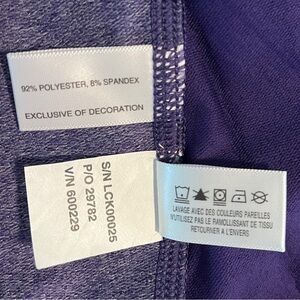 92% POLYESTER, 8% SPANDEX
EXCLUSIVE OF DECORATION
S/N LCK00025
P/O 29782
V/N 600229
LAVAGE AVEC DES COULEURS PAREILLES
N'UTILISEZ PAS LE RAMOLLISSANT DE TISSU
RETOURNER A L'ENVERS